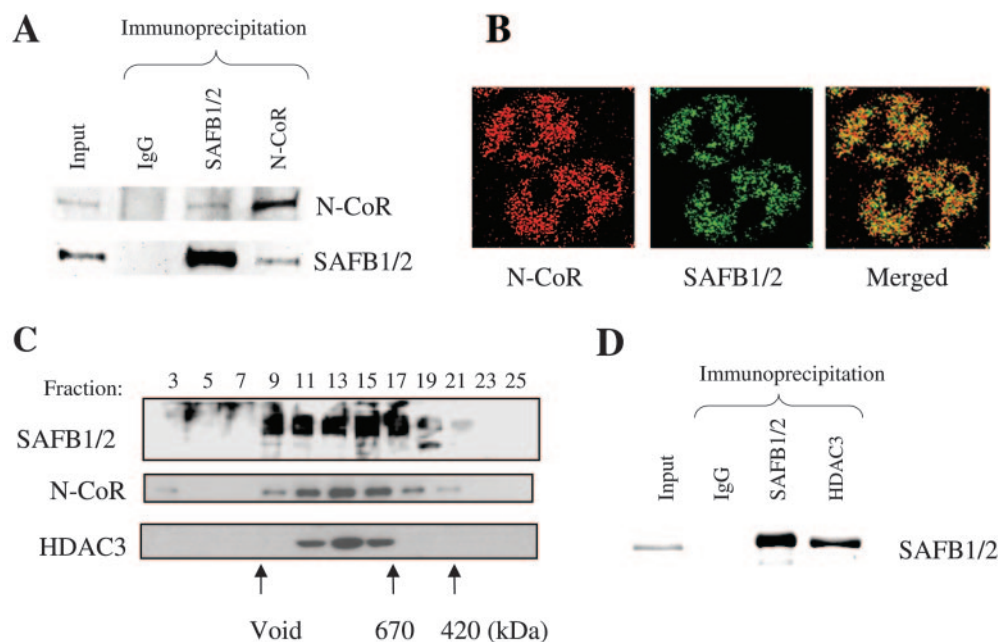 A
Immunoprecipitation
Input
IgG
SAFB1/2
N-CoR
N-CoR
SAFB1/2
B
N-CoR SAFB1/2 Merged
C
Fraction: 3 5 7 9 11 13 15 17 19 21 23 25
SAFB1/2
N-CoR
HDAC3
Void 670 420 (kDa)
D
Immunoprecipitation
Input
IgG
SAFB1/2
HDAC3
SAFB1/2